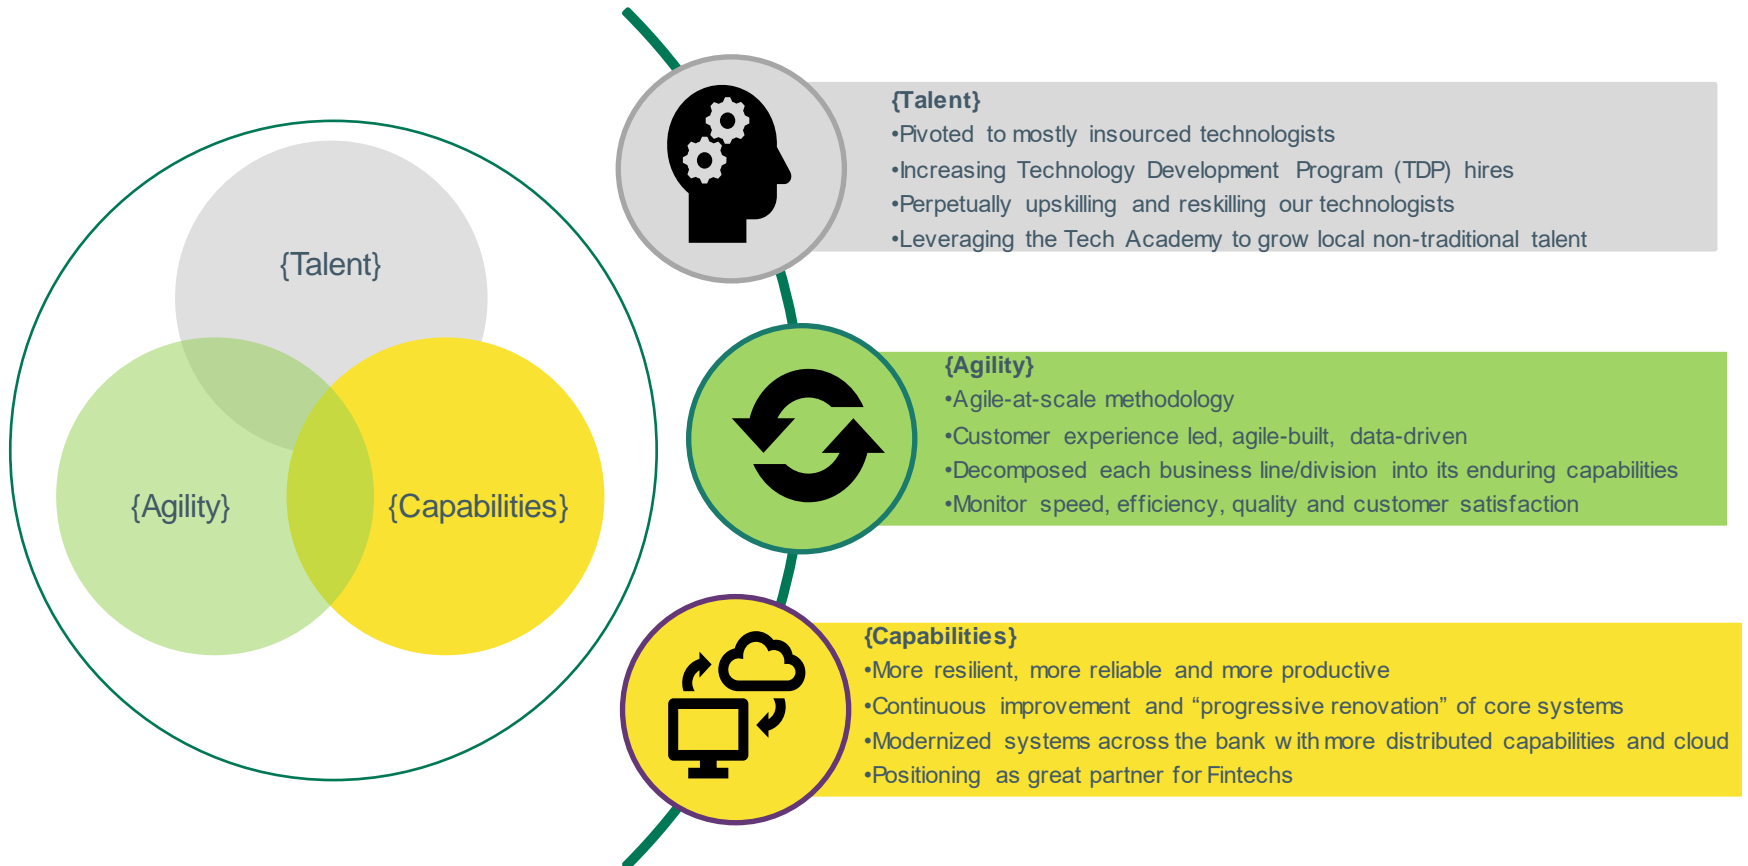 {Talent}
{Agility}
{Capabilities}
{Talent}
•Pivoted to mostly insourced technologists
•Increasing Technology Development Program (TDP) hires
•Perpetually upskilling and reskilling our technologists
•Leveraging the Tech Academy to grow local non-traditional talent
{Agility}
•Agile-at-scale methodology
•Customer experience led, agile-built, data-driven
•Decomposed each business line/division into its enduring capabilities
•Monitor speed, efficiency, quality and customer satisfaction
{Capabilities}
•More resilient, more reliable and more productive
•Continuous improvement and “progressive renovation” of core systems
•Modernized systems across the bank with more distributed capabilities and cloud
•Positioning as great partner for Fintechs